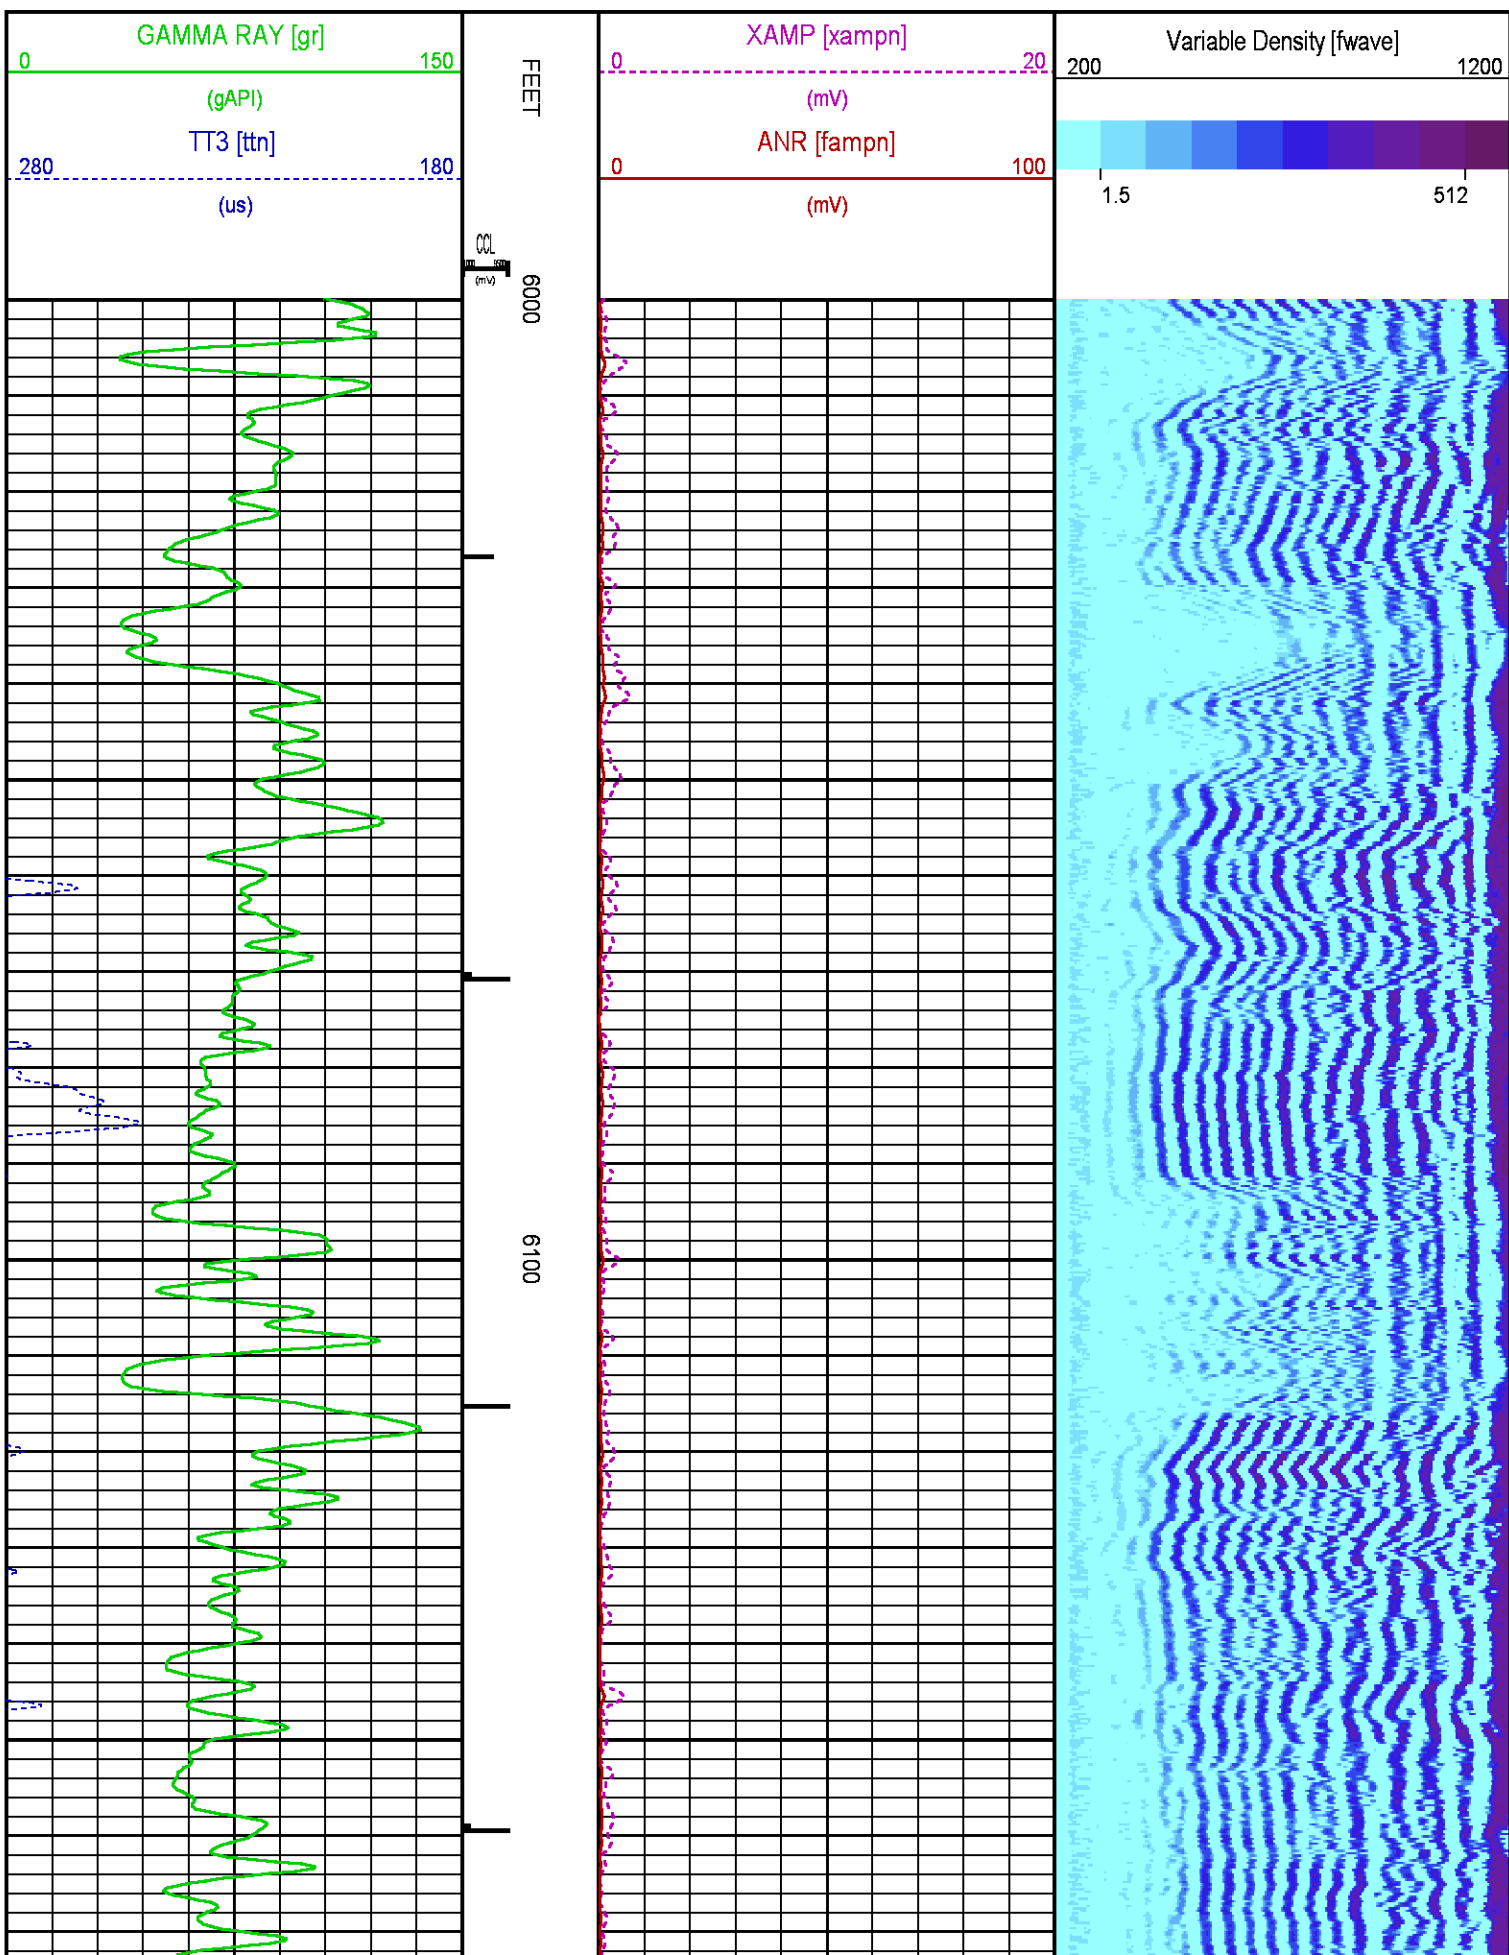 GAMMA RAY [gr]
0 150
(gAPI)
TT3 [ttn]
280 180
(us)
CCL
(mV)
FEET
6000
6100
XAMP [xampn]
0 20
(mV)
ANR [fampn]
0 100
(mV)
Variable Density [fwave]
200 1200
1.5 512